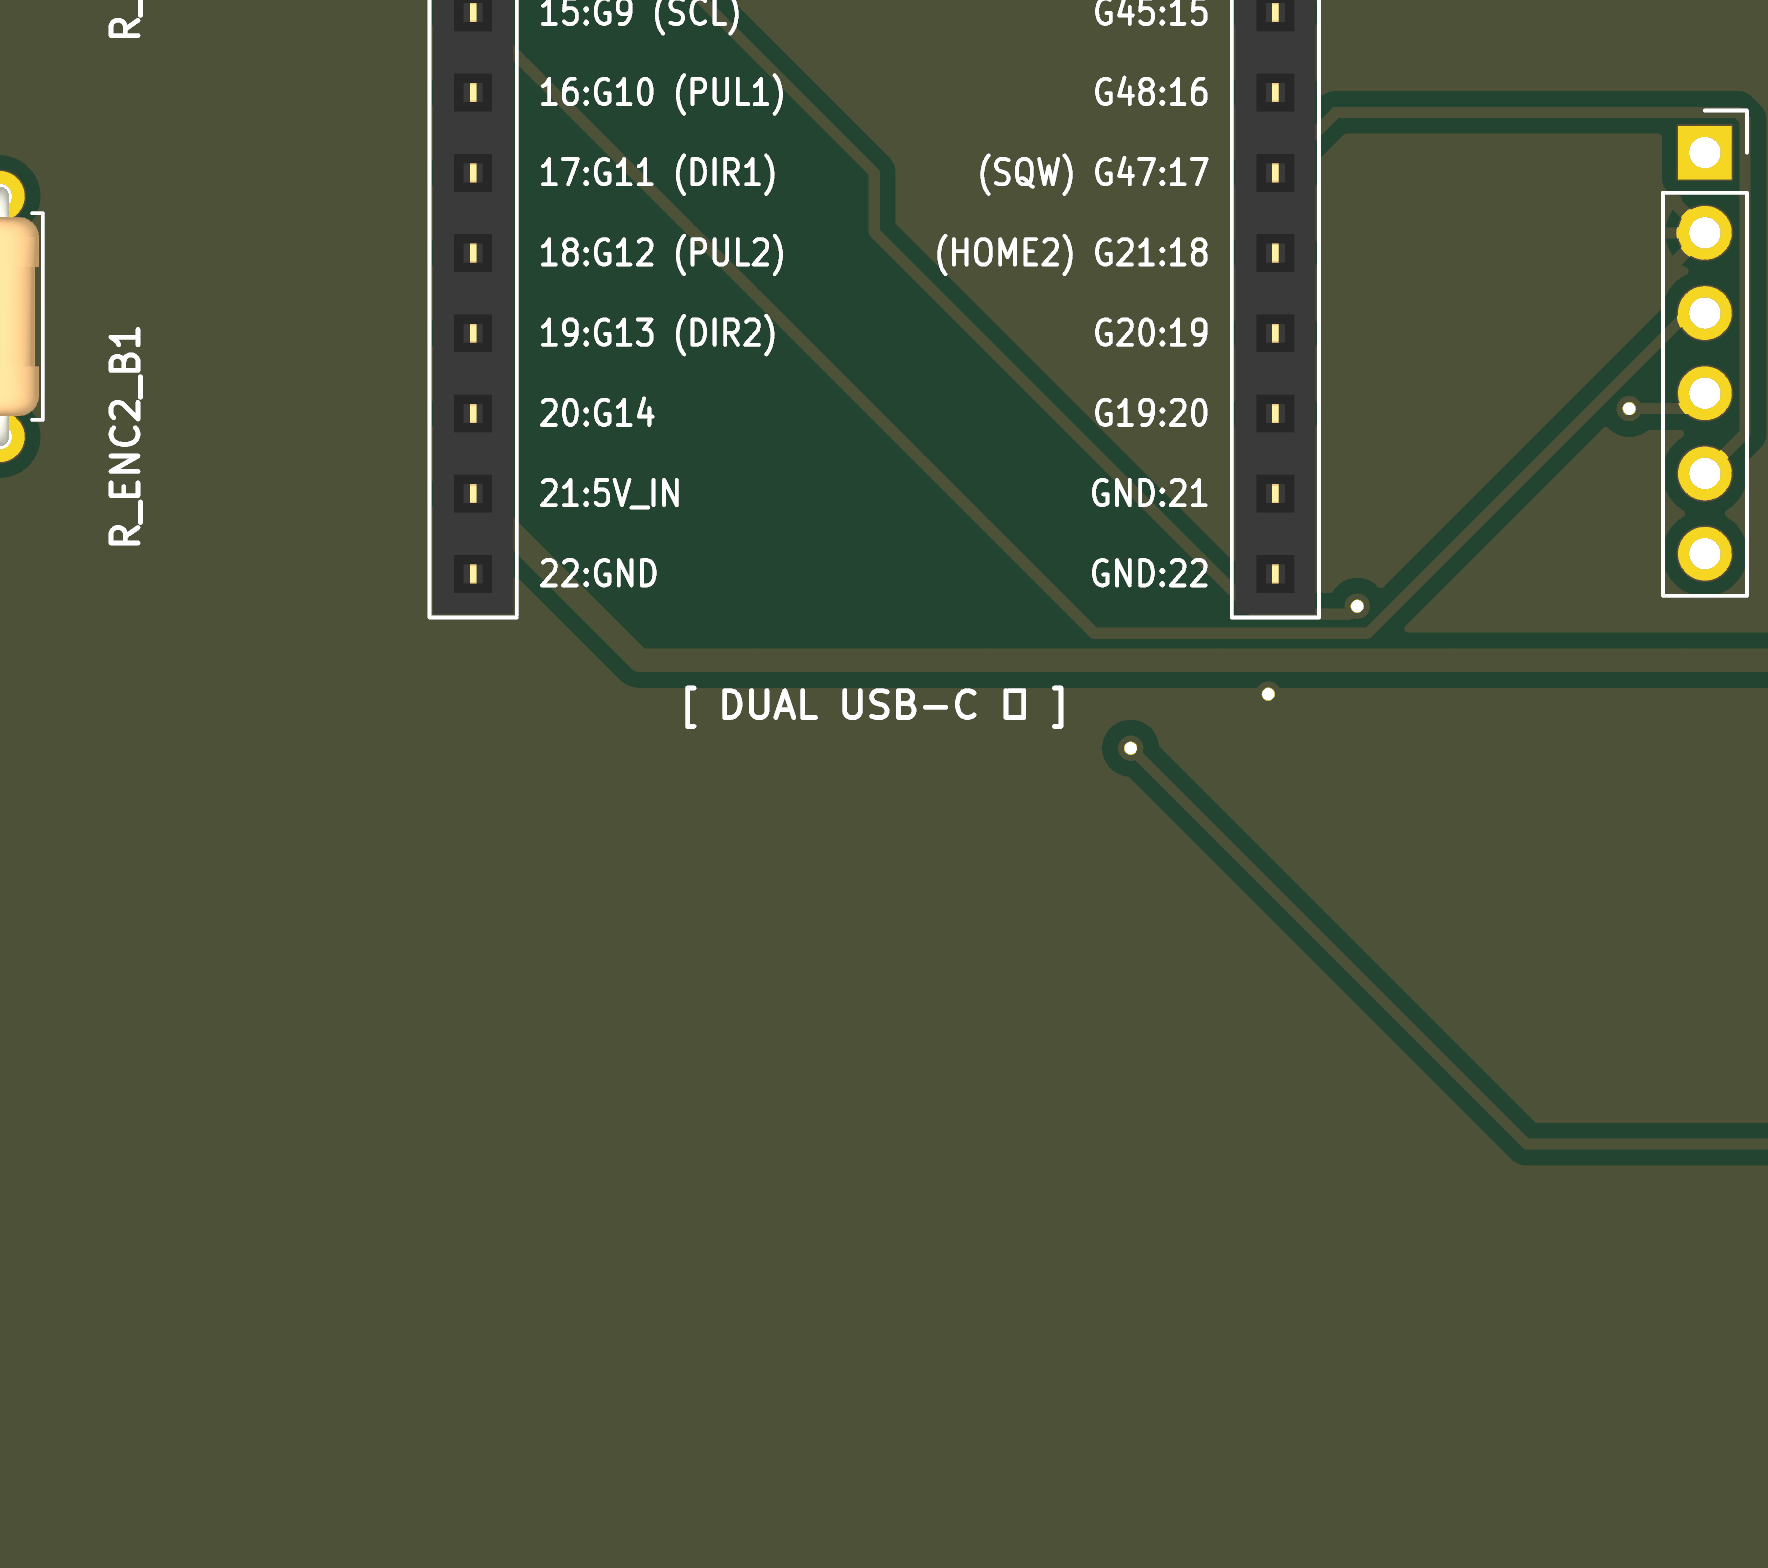 15:G9 (SCL)
16:G10 (PUL1)
17:G11 (DIR1)
18:G12 (PUL2)
19:G13 (DIR2)
20:G14
21:5V_IN
22:GND
G45:15
G48:16
(SQW) G47:17
(HOME2) G21:18
G20:19
G19:20
GND:21
GND:22
R_
R_ENC2_B1
[ DUAL USB-C □ ]